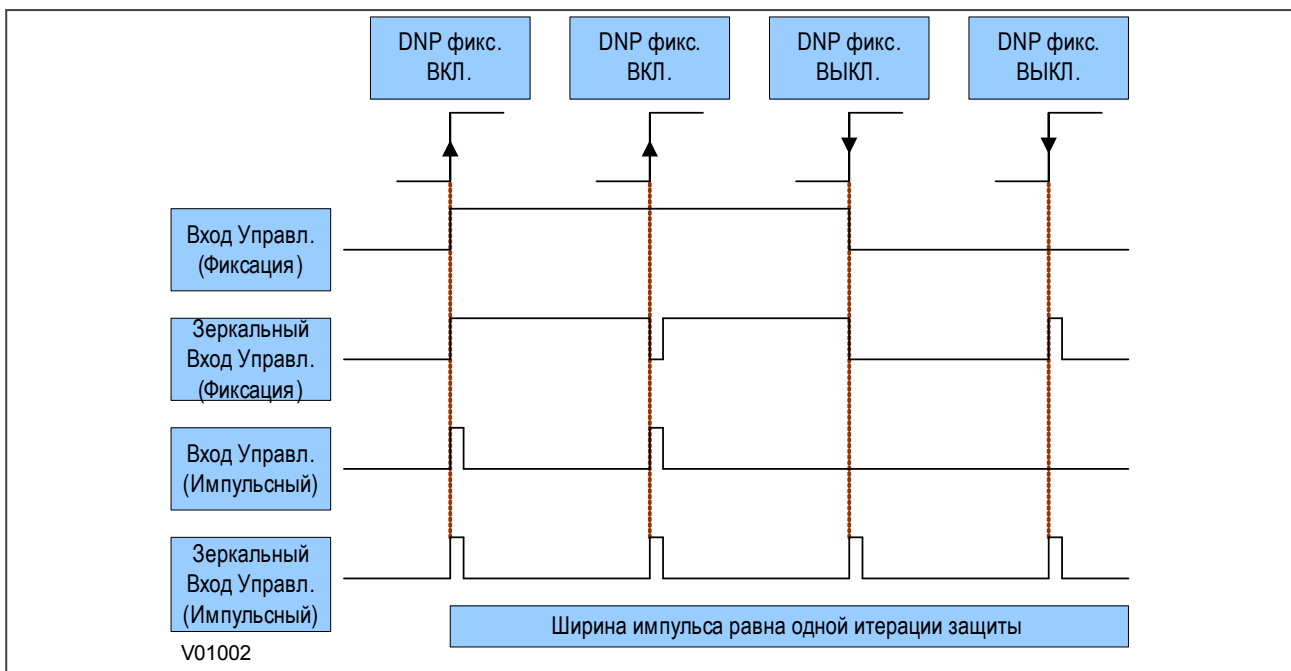 DNP фикс.
ВКЛ.
DNP фикс.
ВКЛ.
DNP фикс.
ВЫКЛ.
DNP фикс.
ВЫКЛ.
Вход Управл.
(Фиксация)
Зеркальный
Вход Управл.
(Фиксация)
Вход Управл.
(Импульсный)
Зеркальный
Вход Управл.
(Импульсный)
Ширина импульса равна одной итерации защиты
V01002